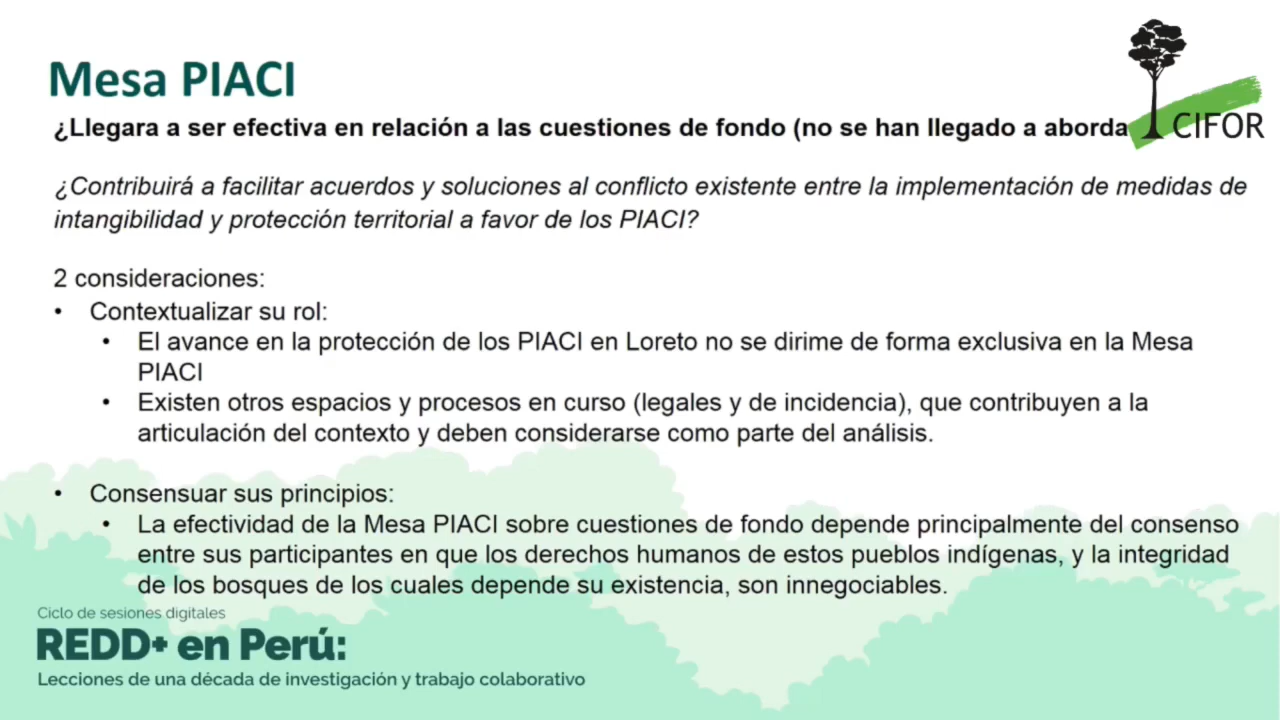 Mesa PIACI
¿Llegara a ser efectiva en relación a las cuestiones de fondo (no se han llegado a aborda
CIFOR
¿Contribuirá a facilitar acuerdos y soluciones al conflicto existente entre la implementación de medidas de
intangibilidad y protección territorial a favor de los PIACI?
2 consideraciones:
• Contextualizar su rol:
• El avance en la protección de los PIACI en Loreto no se dirime de forma exclusiva en la Mesa
PIACI
• Existen otros espacios y procesos en curso (legales y de incidencia), que contribuyen a la
articulación del contexto y deben considerarse como parte del análisis.
• Consensuar sus principios:
• La efectividad de la Mesa PIACI sobre cuestiones de fondo depende principalmente del consenso
entre sus participantes en que los derechos humanos de estos pueblos indígenas, y la integridad
de los bosques de los cuales depende su existencia, son innegociables.
Ciclo de sesiones digitales
REDD+ en Perú:
Lecciones de una década de investigación y trabajo colaborativo